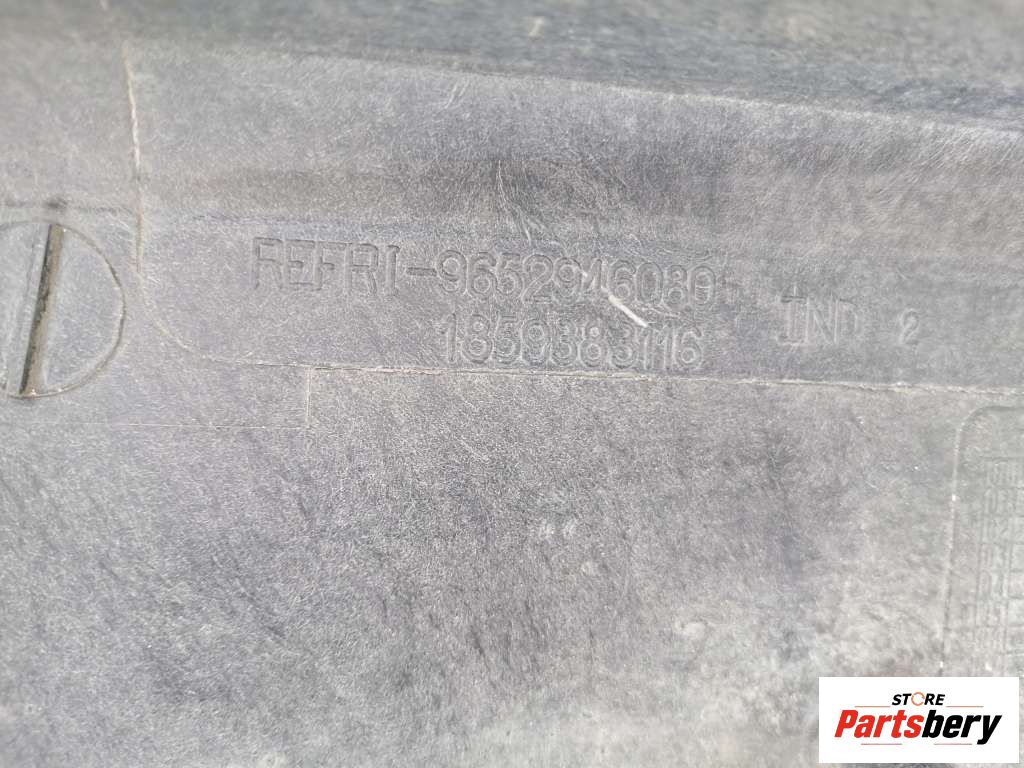 REFRI-9652946080 IND 2
1859383116
STORE
Partsbery